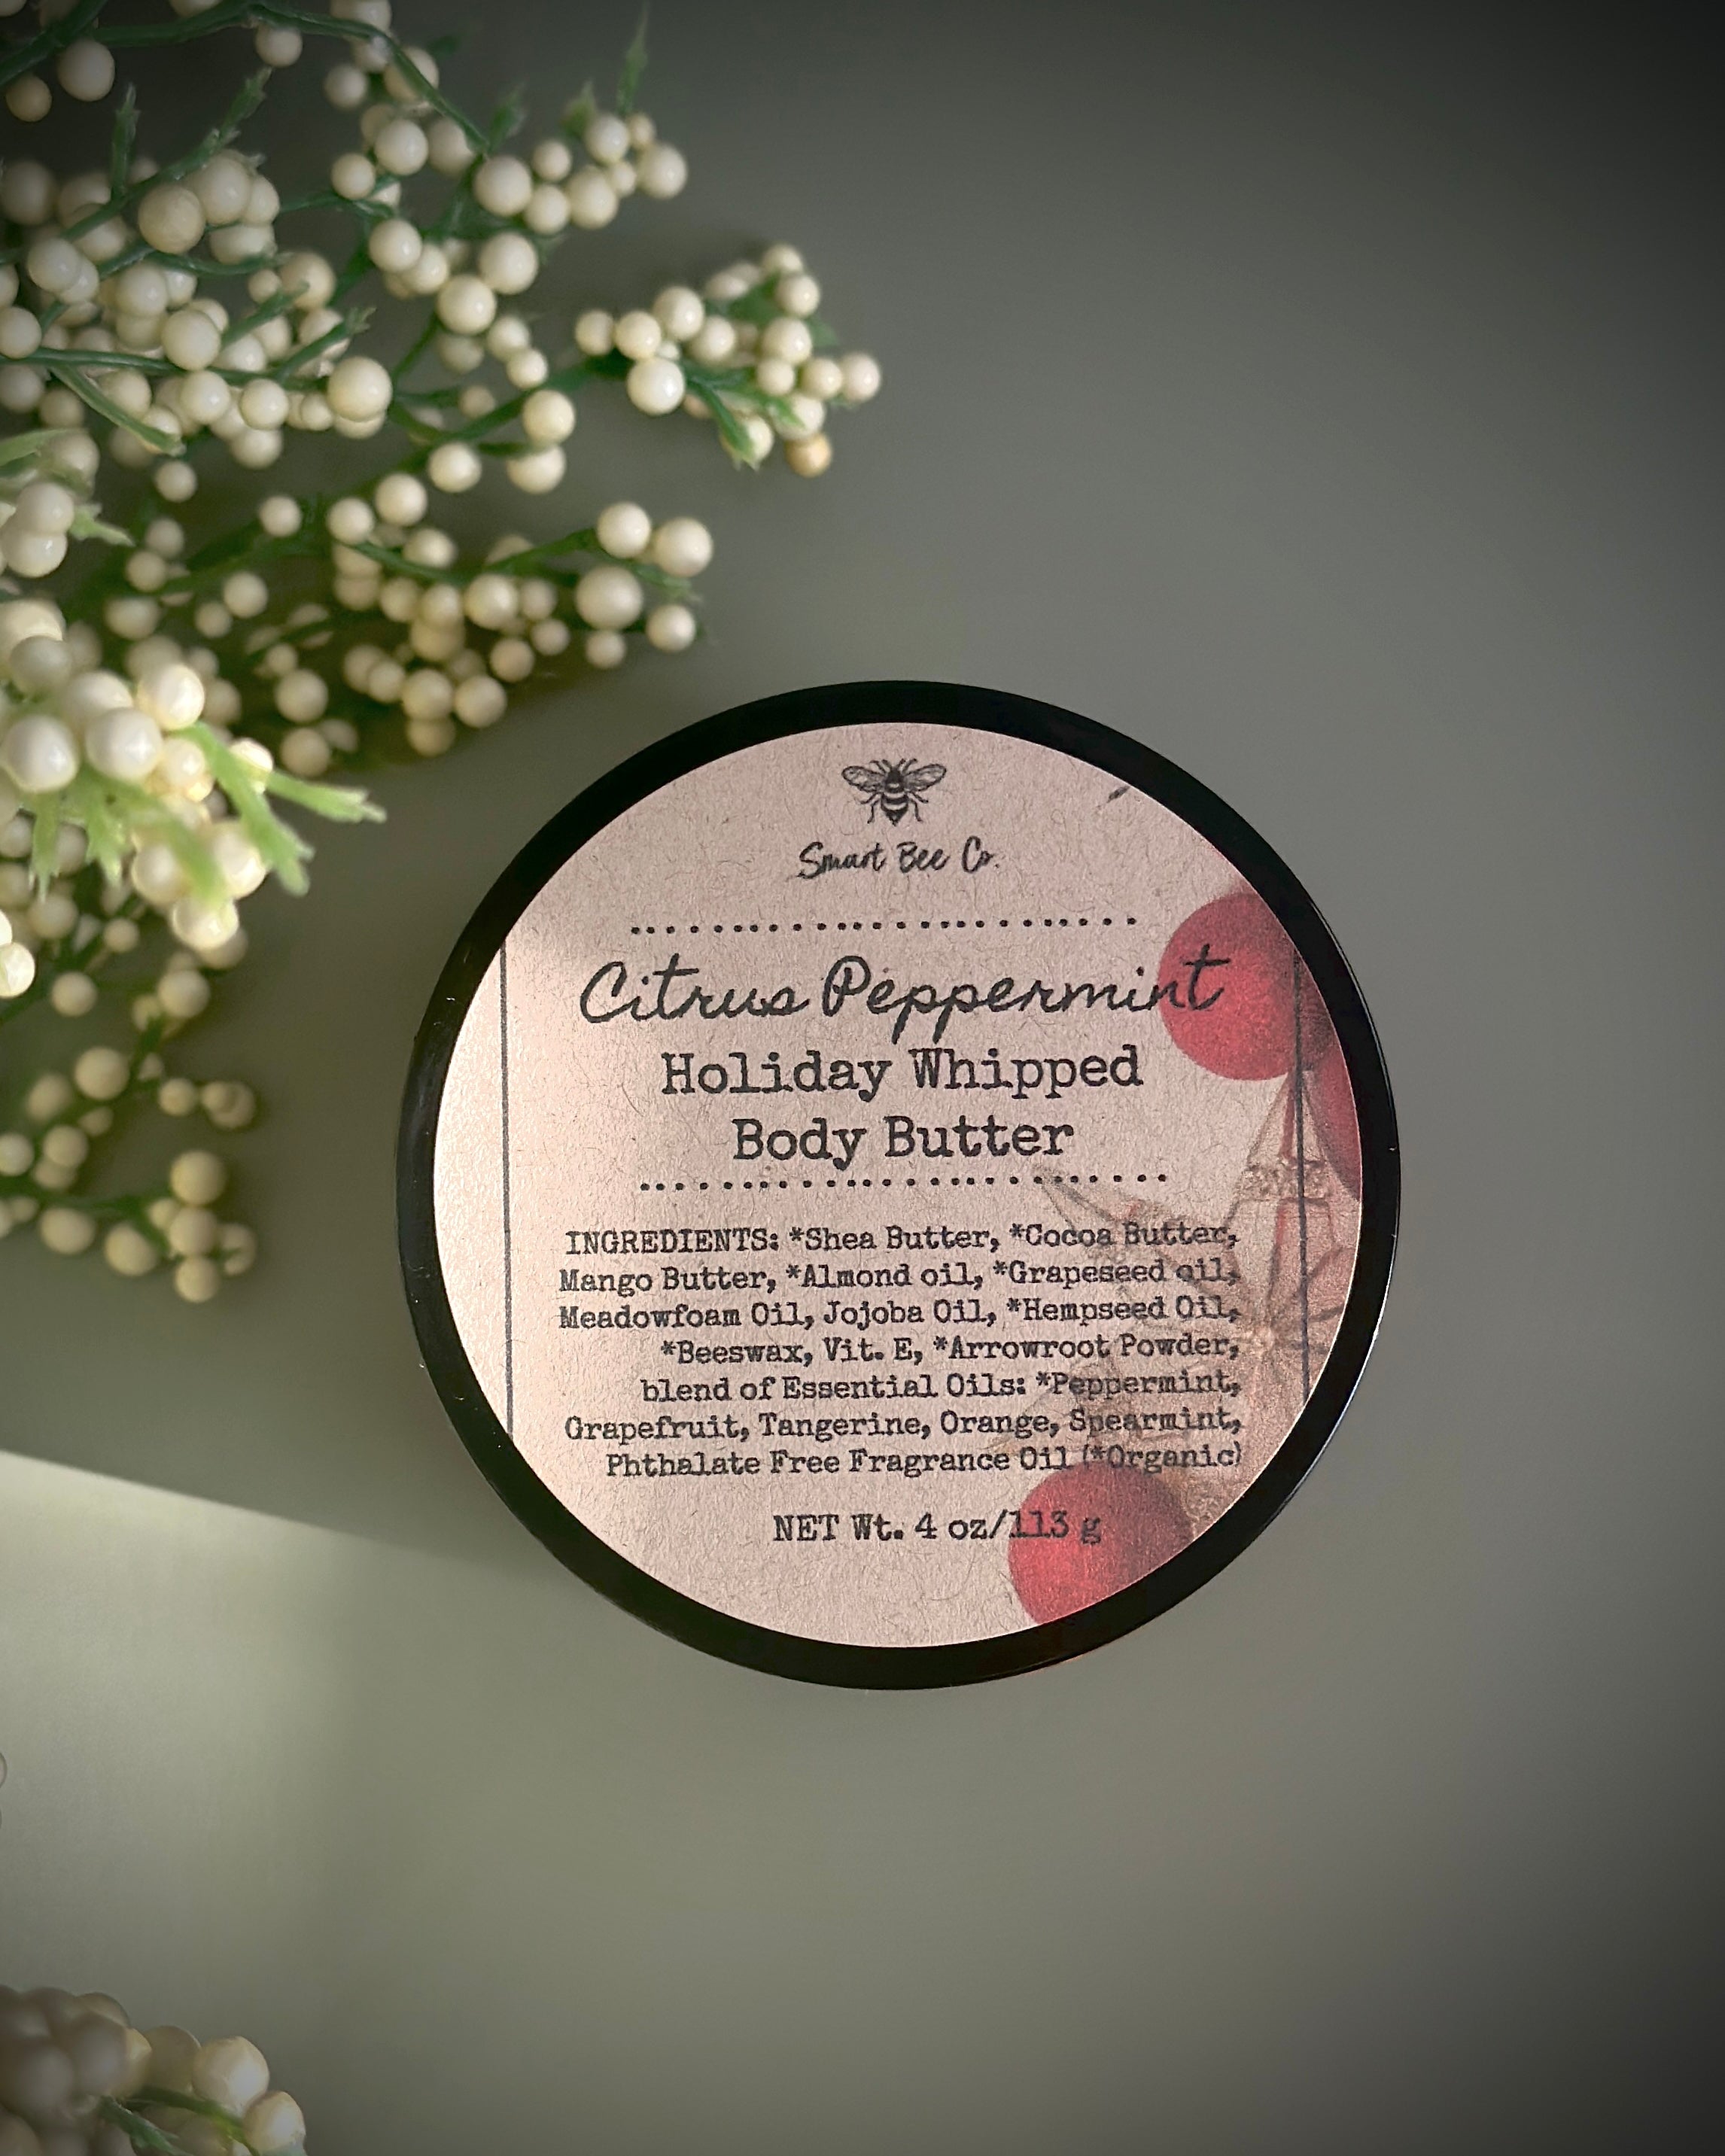 Smart Bee Co.
Citrus Peppermint
Holiday Whipped
Body Butter
INGREDIENTS: *Shea Butter, *Cocoa Butter,
Mango Butter, *Almond oil, *Grapeseed oil,
Meadowfoam Oil, Jojoba Oil, *Hempseed Oil,
*Beeswax, Vit. E, *Arrowroot Powder,
blend of Essential Oils: *Peppermint,
Grapefruit, Tangerine, Orange, Spearmint,
Phthalate Free Fragrance Oil (*Organic)
NET Wt. 4 oz/113 g